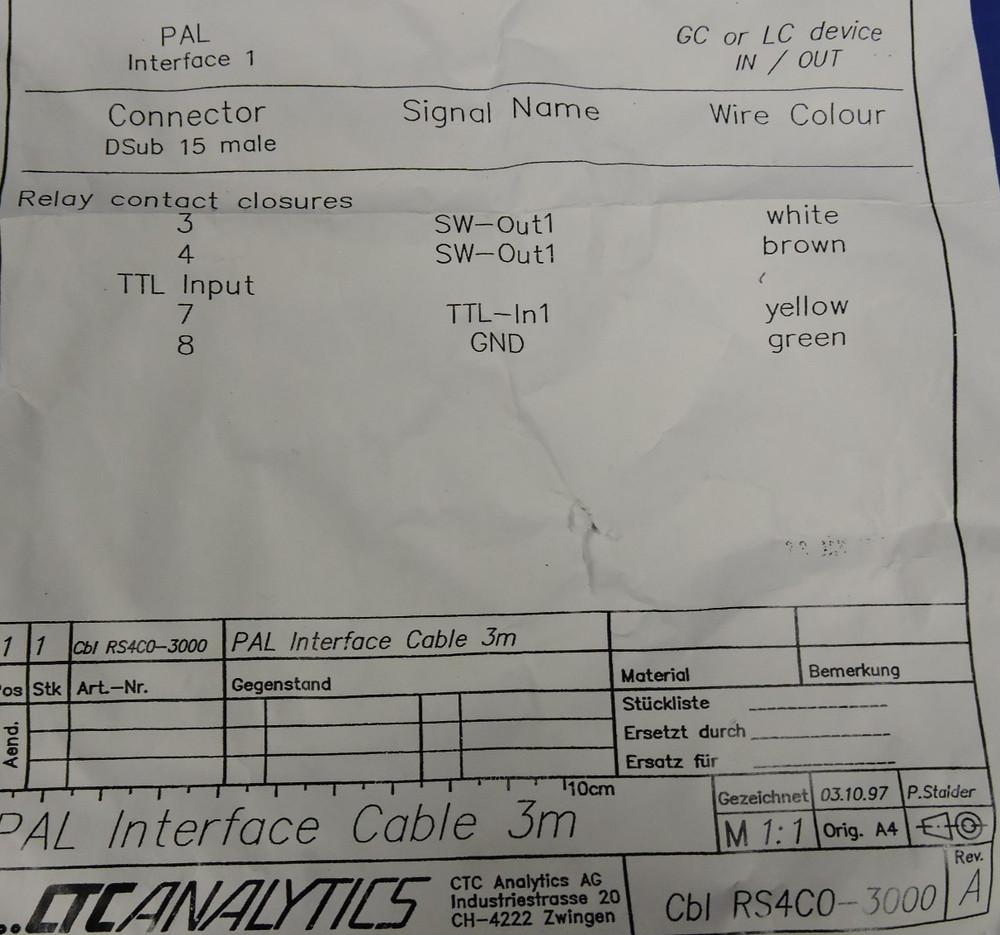 PAL GC or LC device
Interface 1 IN / OUT
Connector Signal Name Wire Colour
DSub 15 male
Relay contact closures
3 SW-Out1 white
4 SW-Out1 brown
TTL Input
7 TTL-In1 yellow
8 GND green
1 1 Cbl RS4C0-3000 PAL Interface Cable 3m
Pos Stk Art.-Nr. Gegenstand Material Bemerkung
Aend.
Stückliste
Ersetzt durch
Ersatz für
10cm
Gezeichnet 03.10.97 P.Stalder
PAL Interface Cable 3m
M 1:1 Orig. A4
CTC ANALYTICS
CTC Analytics AG
Industriestrasse 20
CH-4222 Zwingen
Cbl RS4C0-3000
Rev.
A